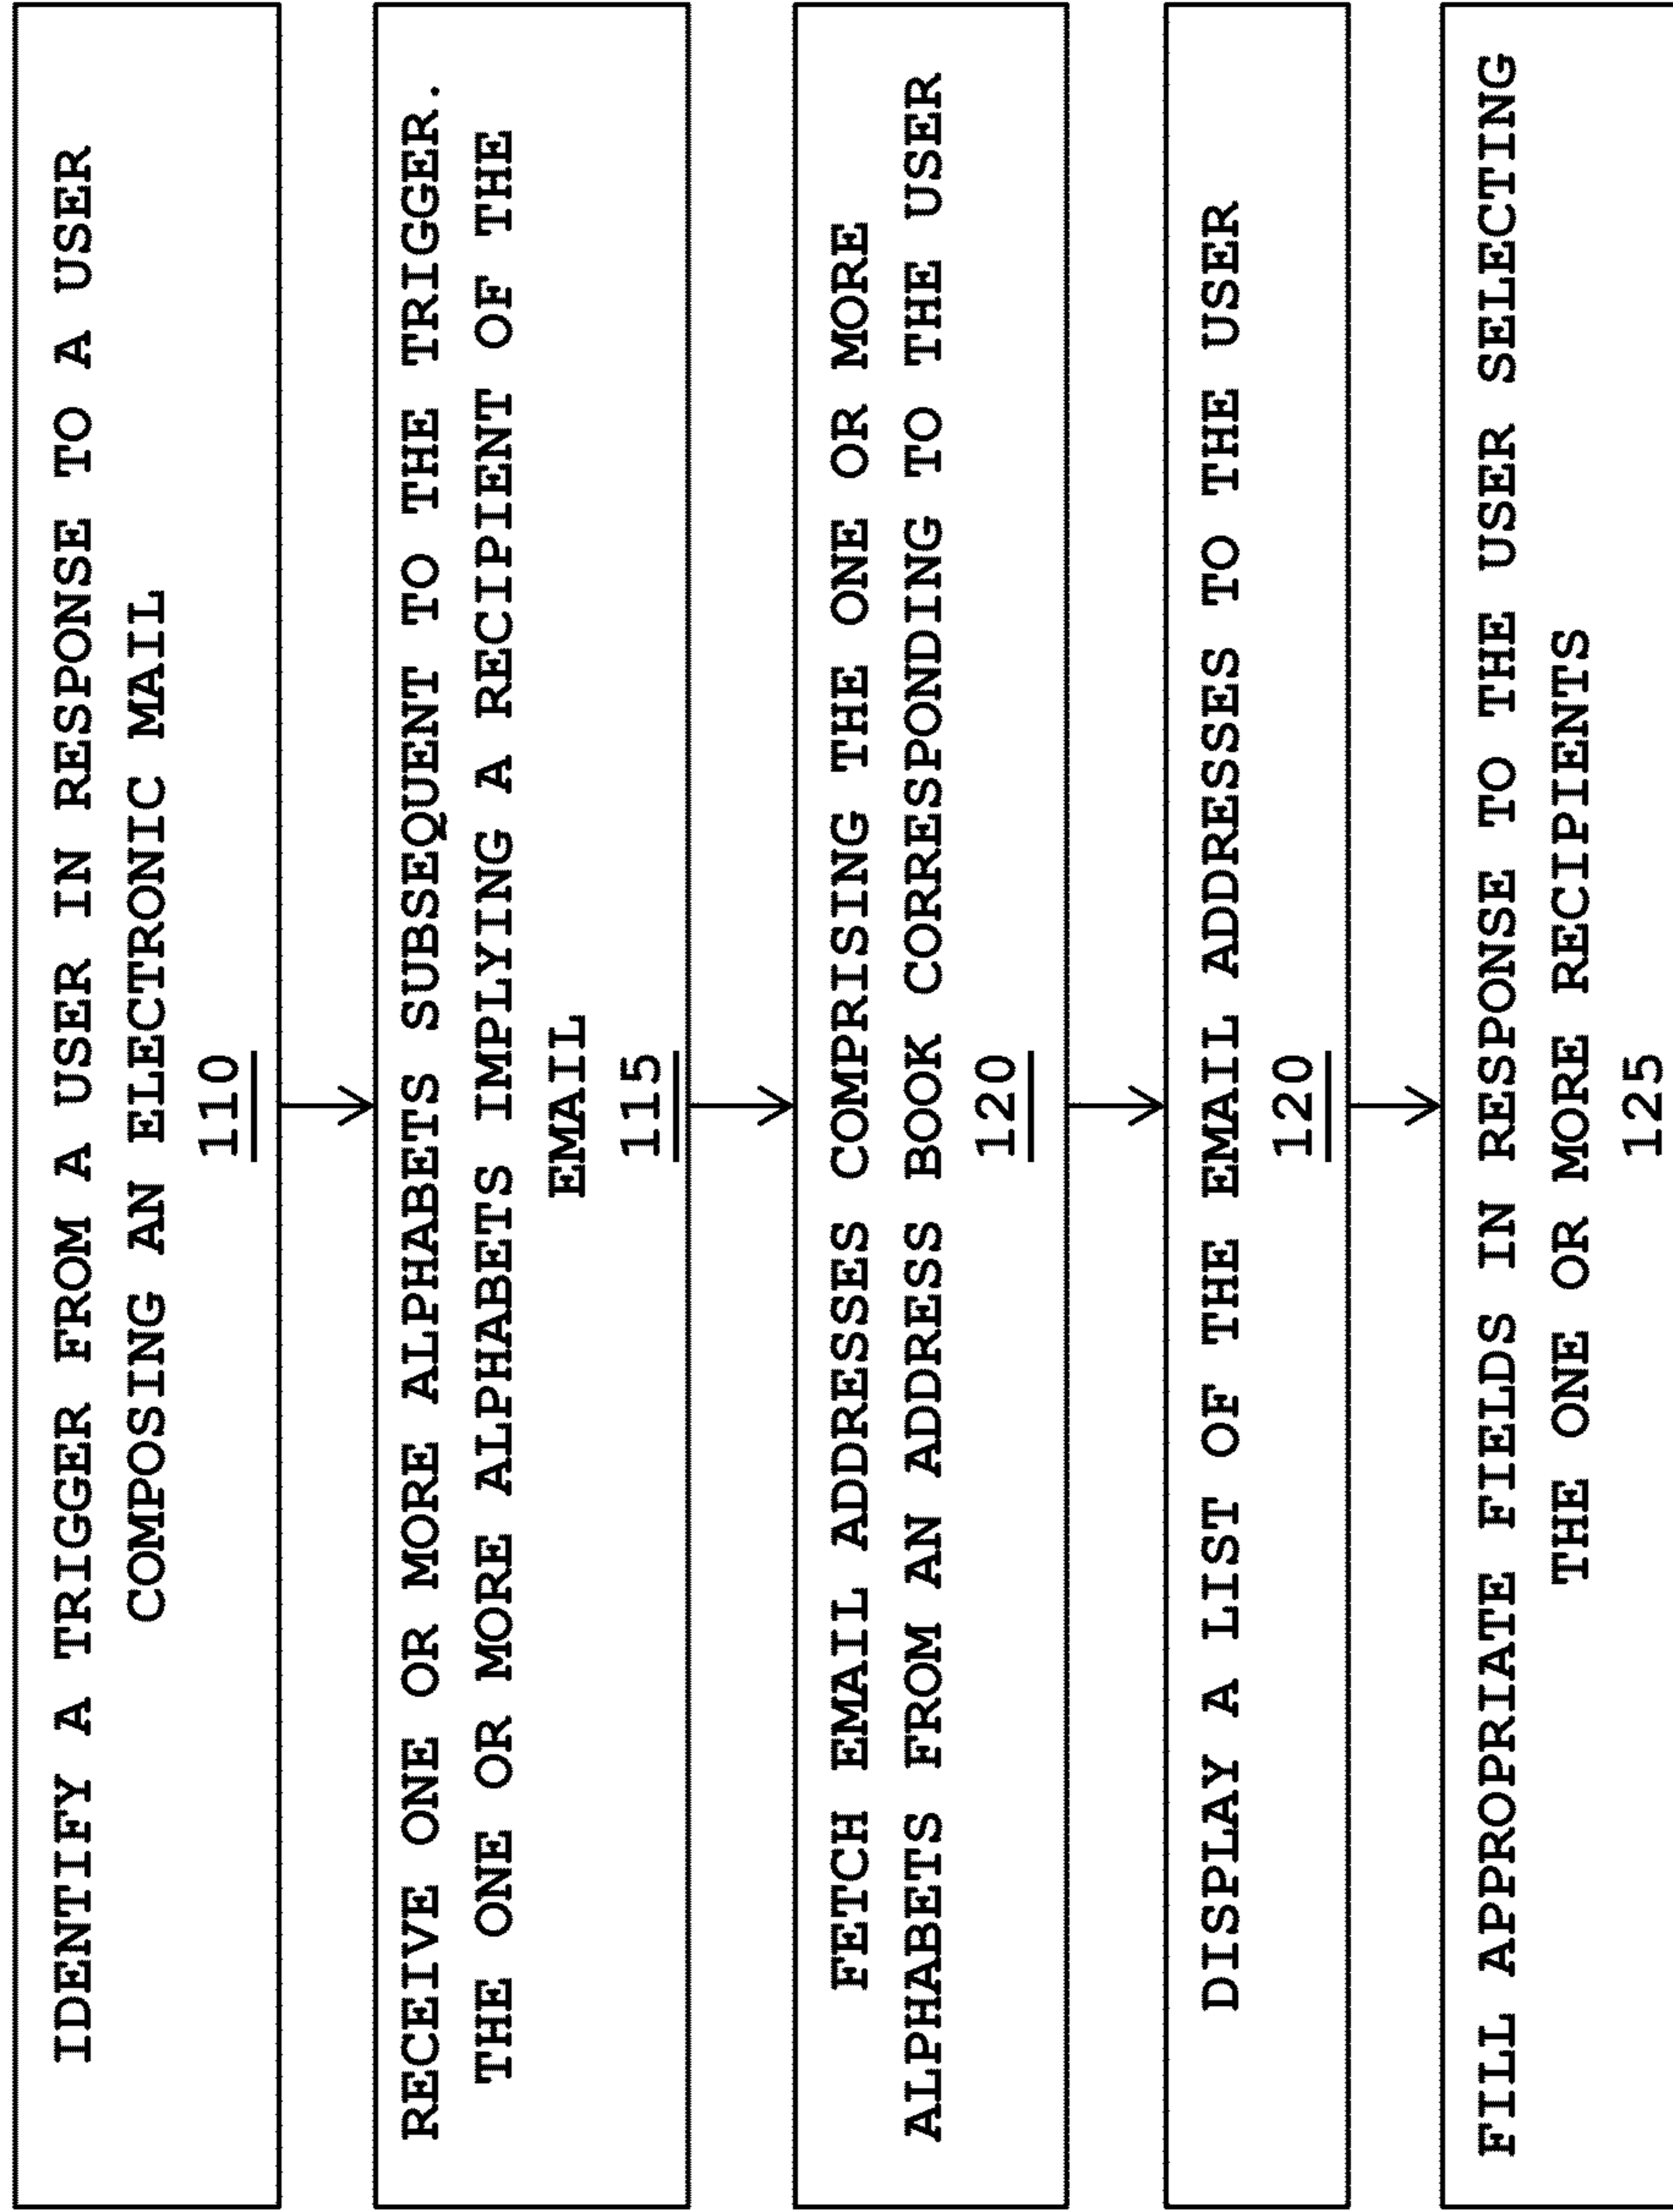 IDENTIFY A TRIGGER FROM A USER IN RESPONSE TO A USER
COMPOSING AN ELECTRONIC MAIL
110
RECEIVE ONE OR MORE ALPHABETS SUBSEQUENT TO THE TRIGGER.
THE ONE OR MORE ALPHABETS IMPLYING A RECIPIENT OF THE
EMAIL
115
FETCH EMAIL ADDRESSES COMPRISING THE ONE OR MORE
ALPHABETS FROM AN ADDRESS BOOK CORRESPONDING TO THE USER
120
DISPLAY A LIST OF THE EMAIL ADDRESSES TO THE USER
120
FILL APPROPRIATE FIELDS IN RESPONSE TO THE USER SELECTING
THE ONE OR MORE RECIPIENTS
125